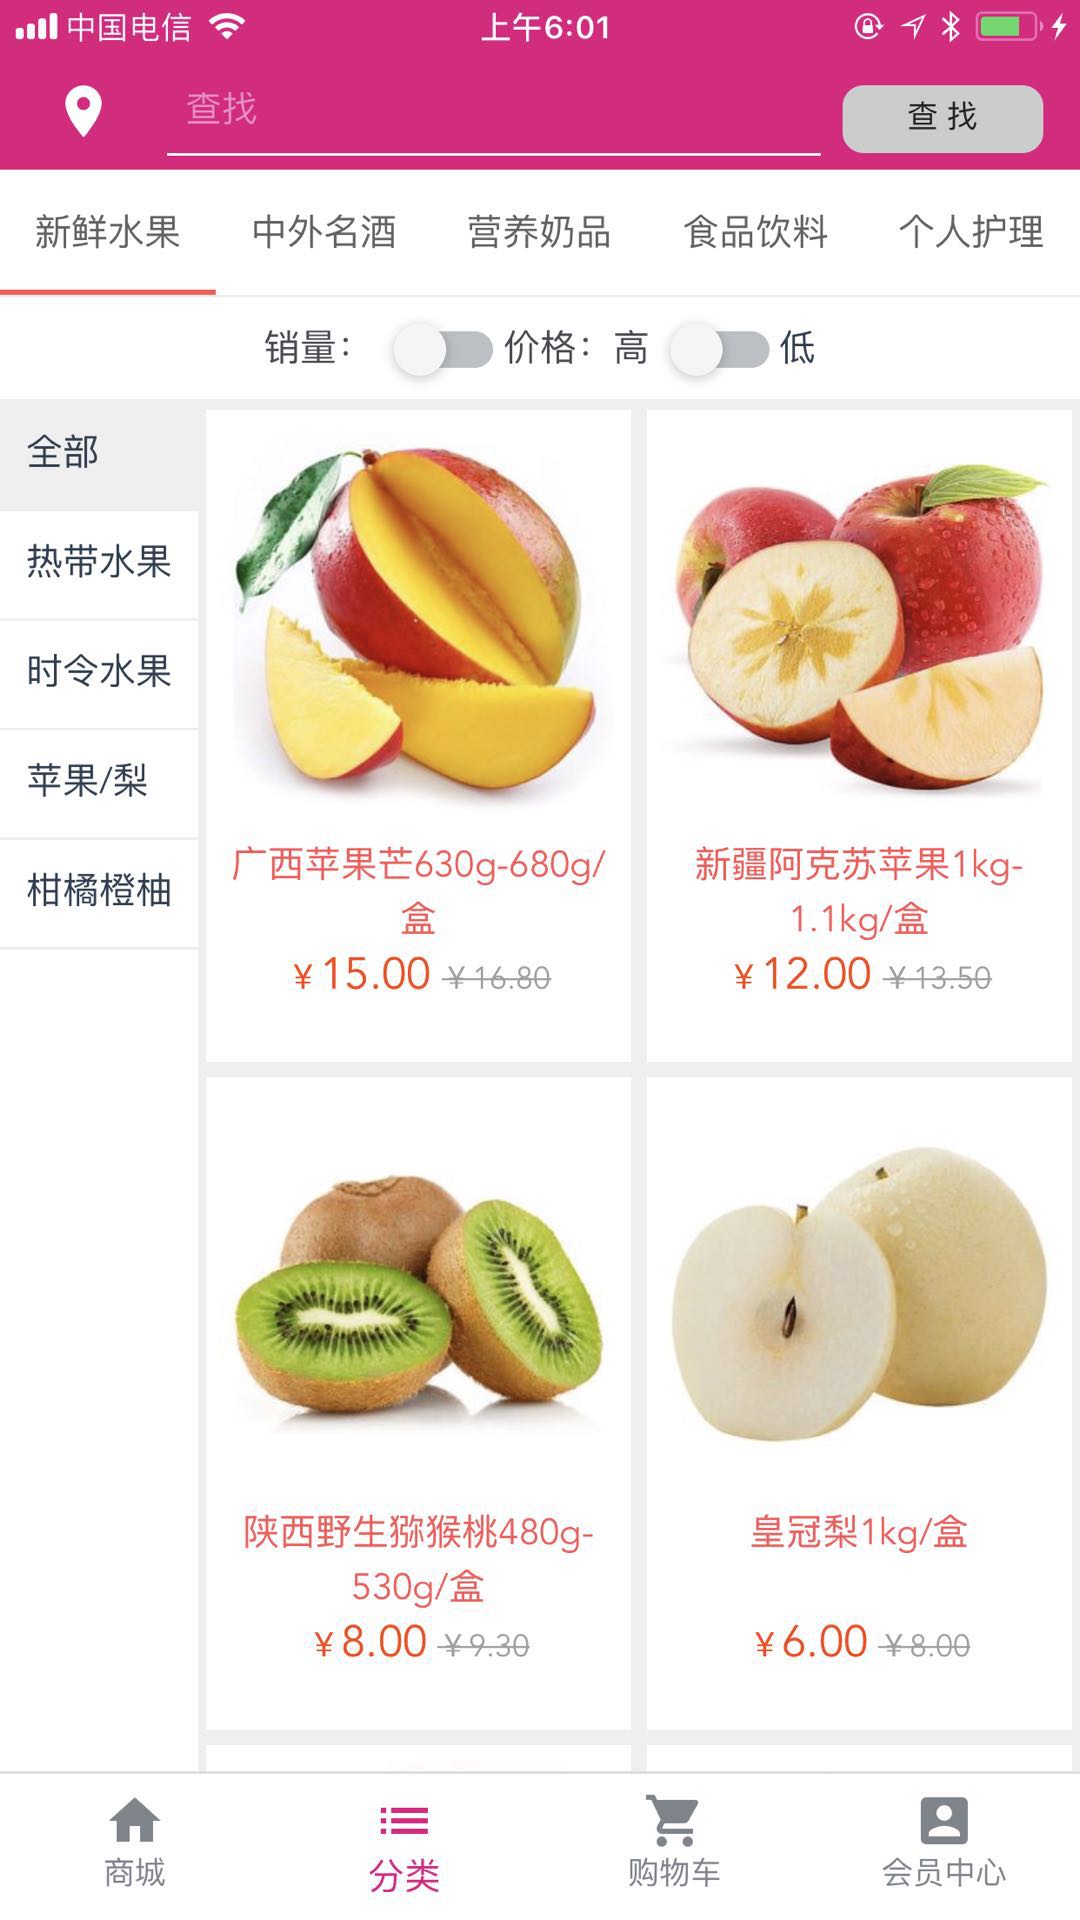 中国电信
上午6:01
查找
查 找
新鲜水果
中外名酒
营养奶品
食品饮料
个人护理
销量：
价格：高
低
全部
热带水果
时令水果
苹果/梨
柑橘橙柚
广西苹果芒630g-680g/
盒
¥15.00 ¥16.80
新疆阿克苏苹果1kg-
1.1kg/盒
¥12.00 ¥13.50
陕西野生猕猴桃480g-
530g/盒
¥8.00 ¥9.30
皇冠梨1kg/盒
¥6.00 ¥8.00
商城
分类
购物车
会员中心